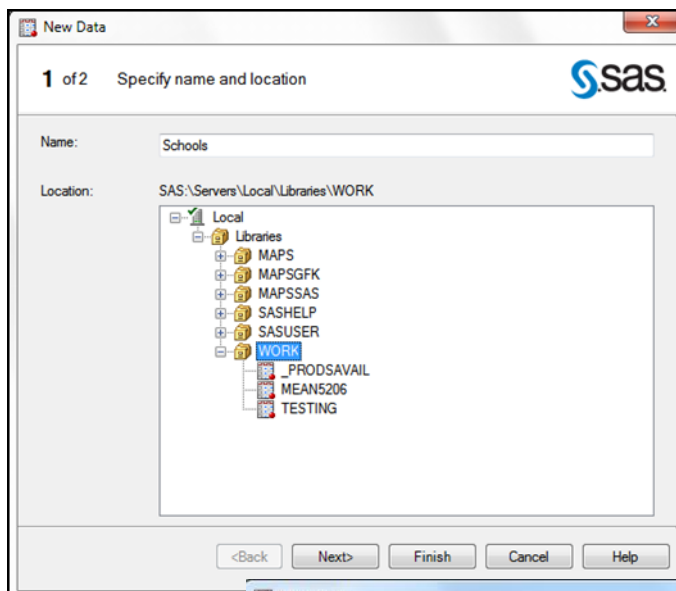 New Data
1 of 2 Specify name and location
sas
Name: Schools
Location: SAS:\Servers\Local\Libraries\WORK
Local
Libraries
MAPS
MAPSGFK
MAPSSAS
SASHELP
SASUSER
WORK
_PRODSAVAIL
MEAN5206
TESTING
<Back Next> Finish Cancel Help